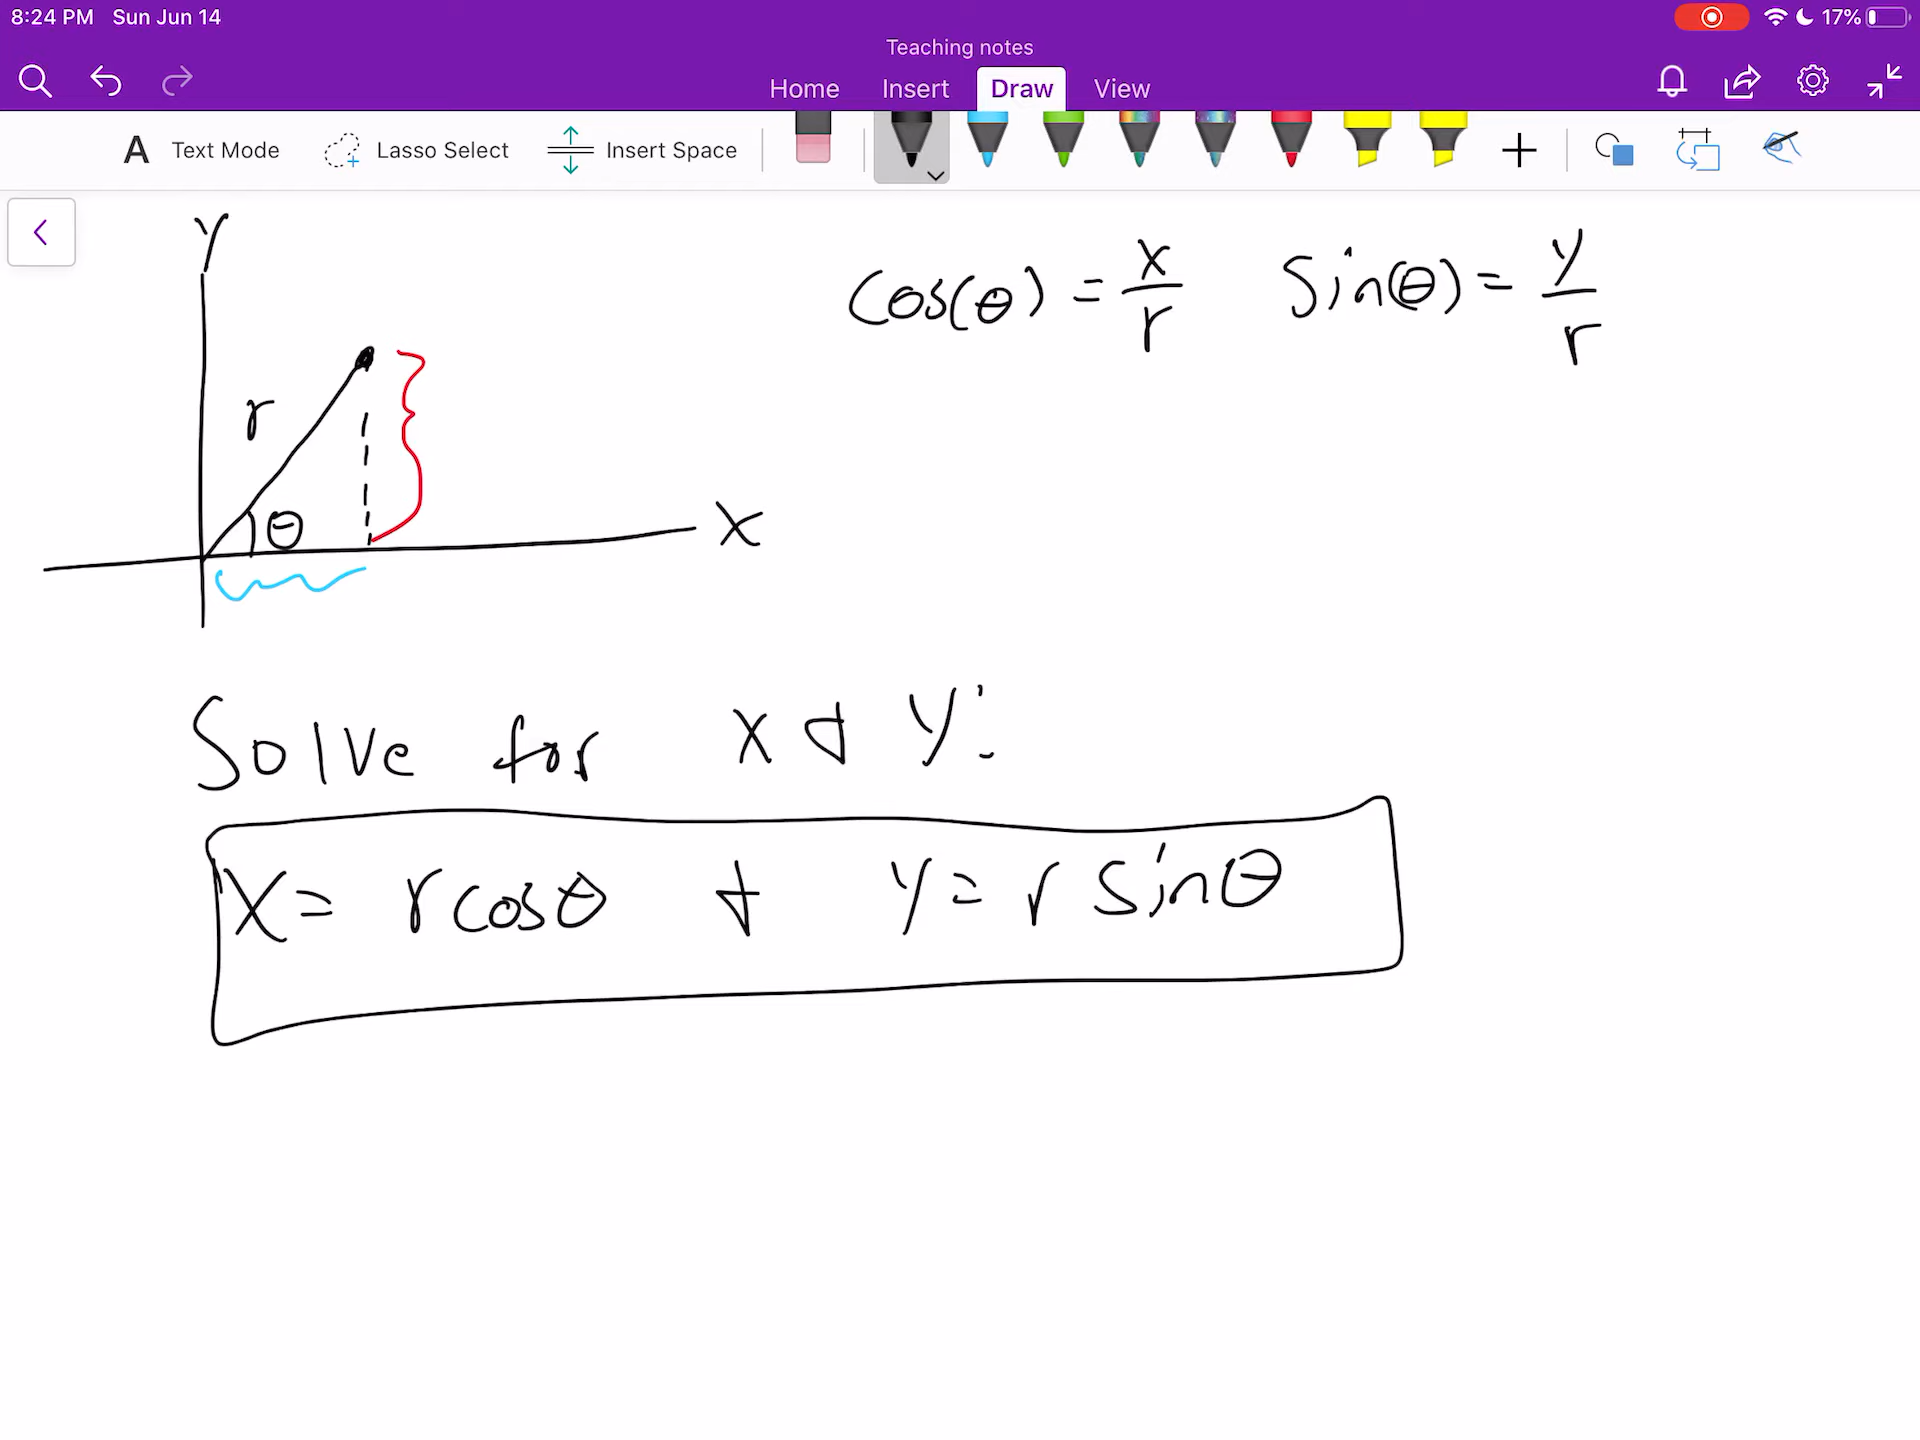 8:24 PM Sun Jun 14 17%
Teaching notes
Home Insert Draw View
A Text Mode Lasso Select Insert Space
Y
cos(θ) = x/r sin(θ) = y/r
r
θ
X
Solve for x & y:
x = r cosθ & y = r sinθ